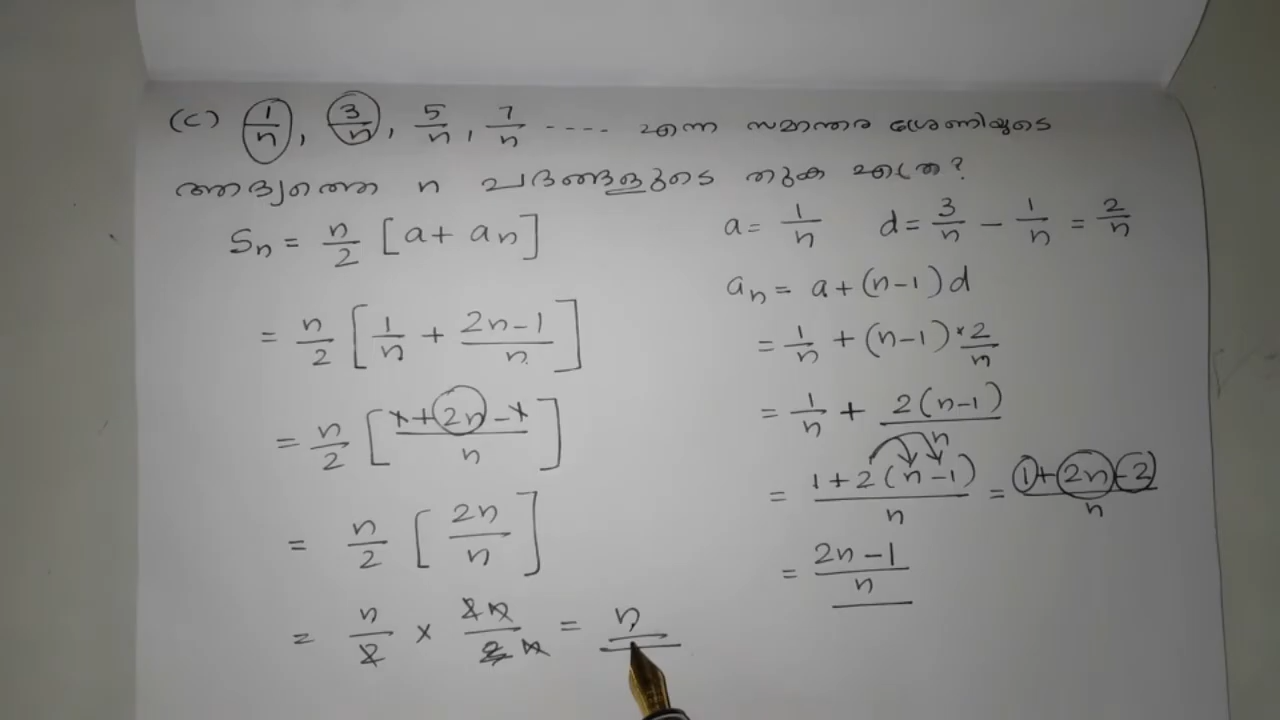 (c) 1/n, 3/n, 5/n, 7/n ---- എന്ന സമാന്തര ശ്രേണിയുടെ
ആദ്യത്തെ n പദങ്ങളുടെ തുക എത്ര?
Sn = n/2 [a + an]
= n/2 [1/n + (2n-1)/n]
= n/2 [(1+2n-1)/n]
= n/2 [2n/n]
= n/2 × 2n/n = n
a = 1/n d = 3/n - 1/n = 2/n
an = a + (n-1)d
= 1/n + (n-1) × 2/n
= 1/n + 2(n-1)/n
= (1+2(n-1))/n = (1+2n-2)/n
= (2n-1)/n